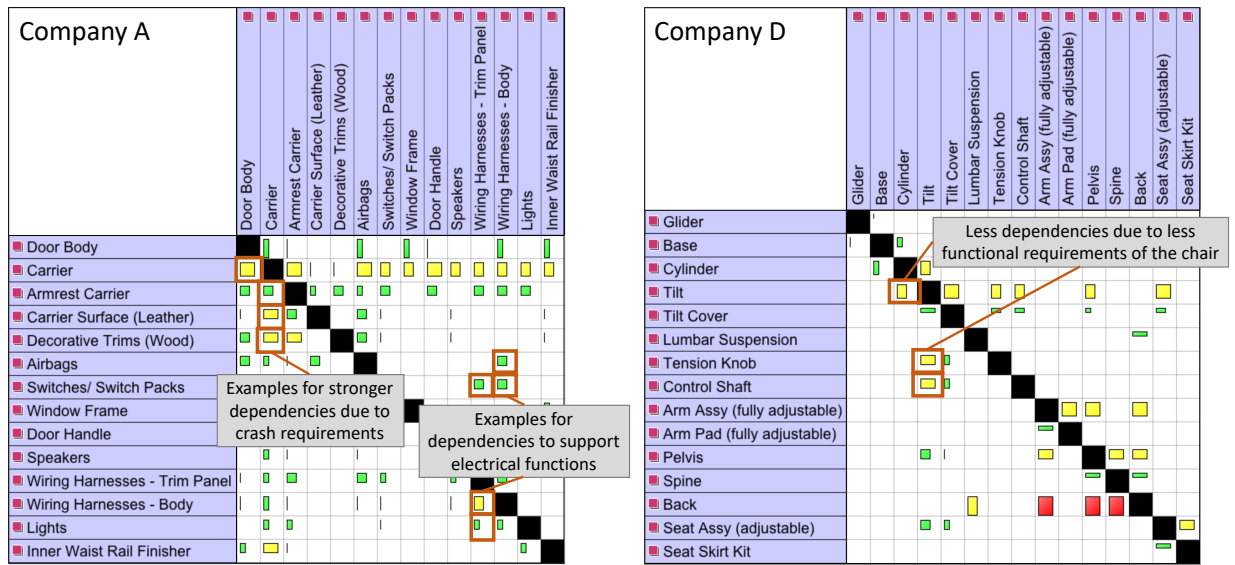 Company A
Door Body
Carrier
Armrest Carrier
Carrier Surface (Leather)
Decorative Trims (Wood)
Airbags
Switches/ Switch Packs
Window Frame
Door Handle
Speakers
Wiring Harnesses - Trim Panel
Wiring Harnesses - Body
Lights
Inner Waist Rail Finisher
Door Body
Carrier
Armrest Carrier
Carrier Surface (Leather)
Decorative Trims (Wood)
Airbags
Switches/ Switch Packs
Window Frame
Door Handle
Speakers
Wiring Harnesses - Trim Panel
Wiring Harnesses - Body
Lights
Inner Waist Rail Finisher
Examples for stronger
dependencies due to
crash requirements
Examples for
dependencies to support
electrical functions
Company D
Glider
Base
Cylinder
Tilt
Tilt Cover
Lumbar Suspension
Tension Knob
Control Shaft
Arm Assy (fully adjustable)
Arm Pad (fully adjustable)
Pelvis
Spine
Back
Seat Assy (adjustable)
Seat Skirt Kit
Glider
Base
Cylinder
Tilt
Tilt Cover
Lumbar Suspension
Tension Knob
Control Shaft
Arm Assy (fully adjustable)
Arm Pad (fully adjustable)
Pelvis
Spine
Back
Seat Assy (adjustable)
Seat Skirt Kit
Less dependencies due to less
functional requirements of the chair